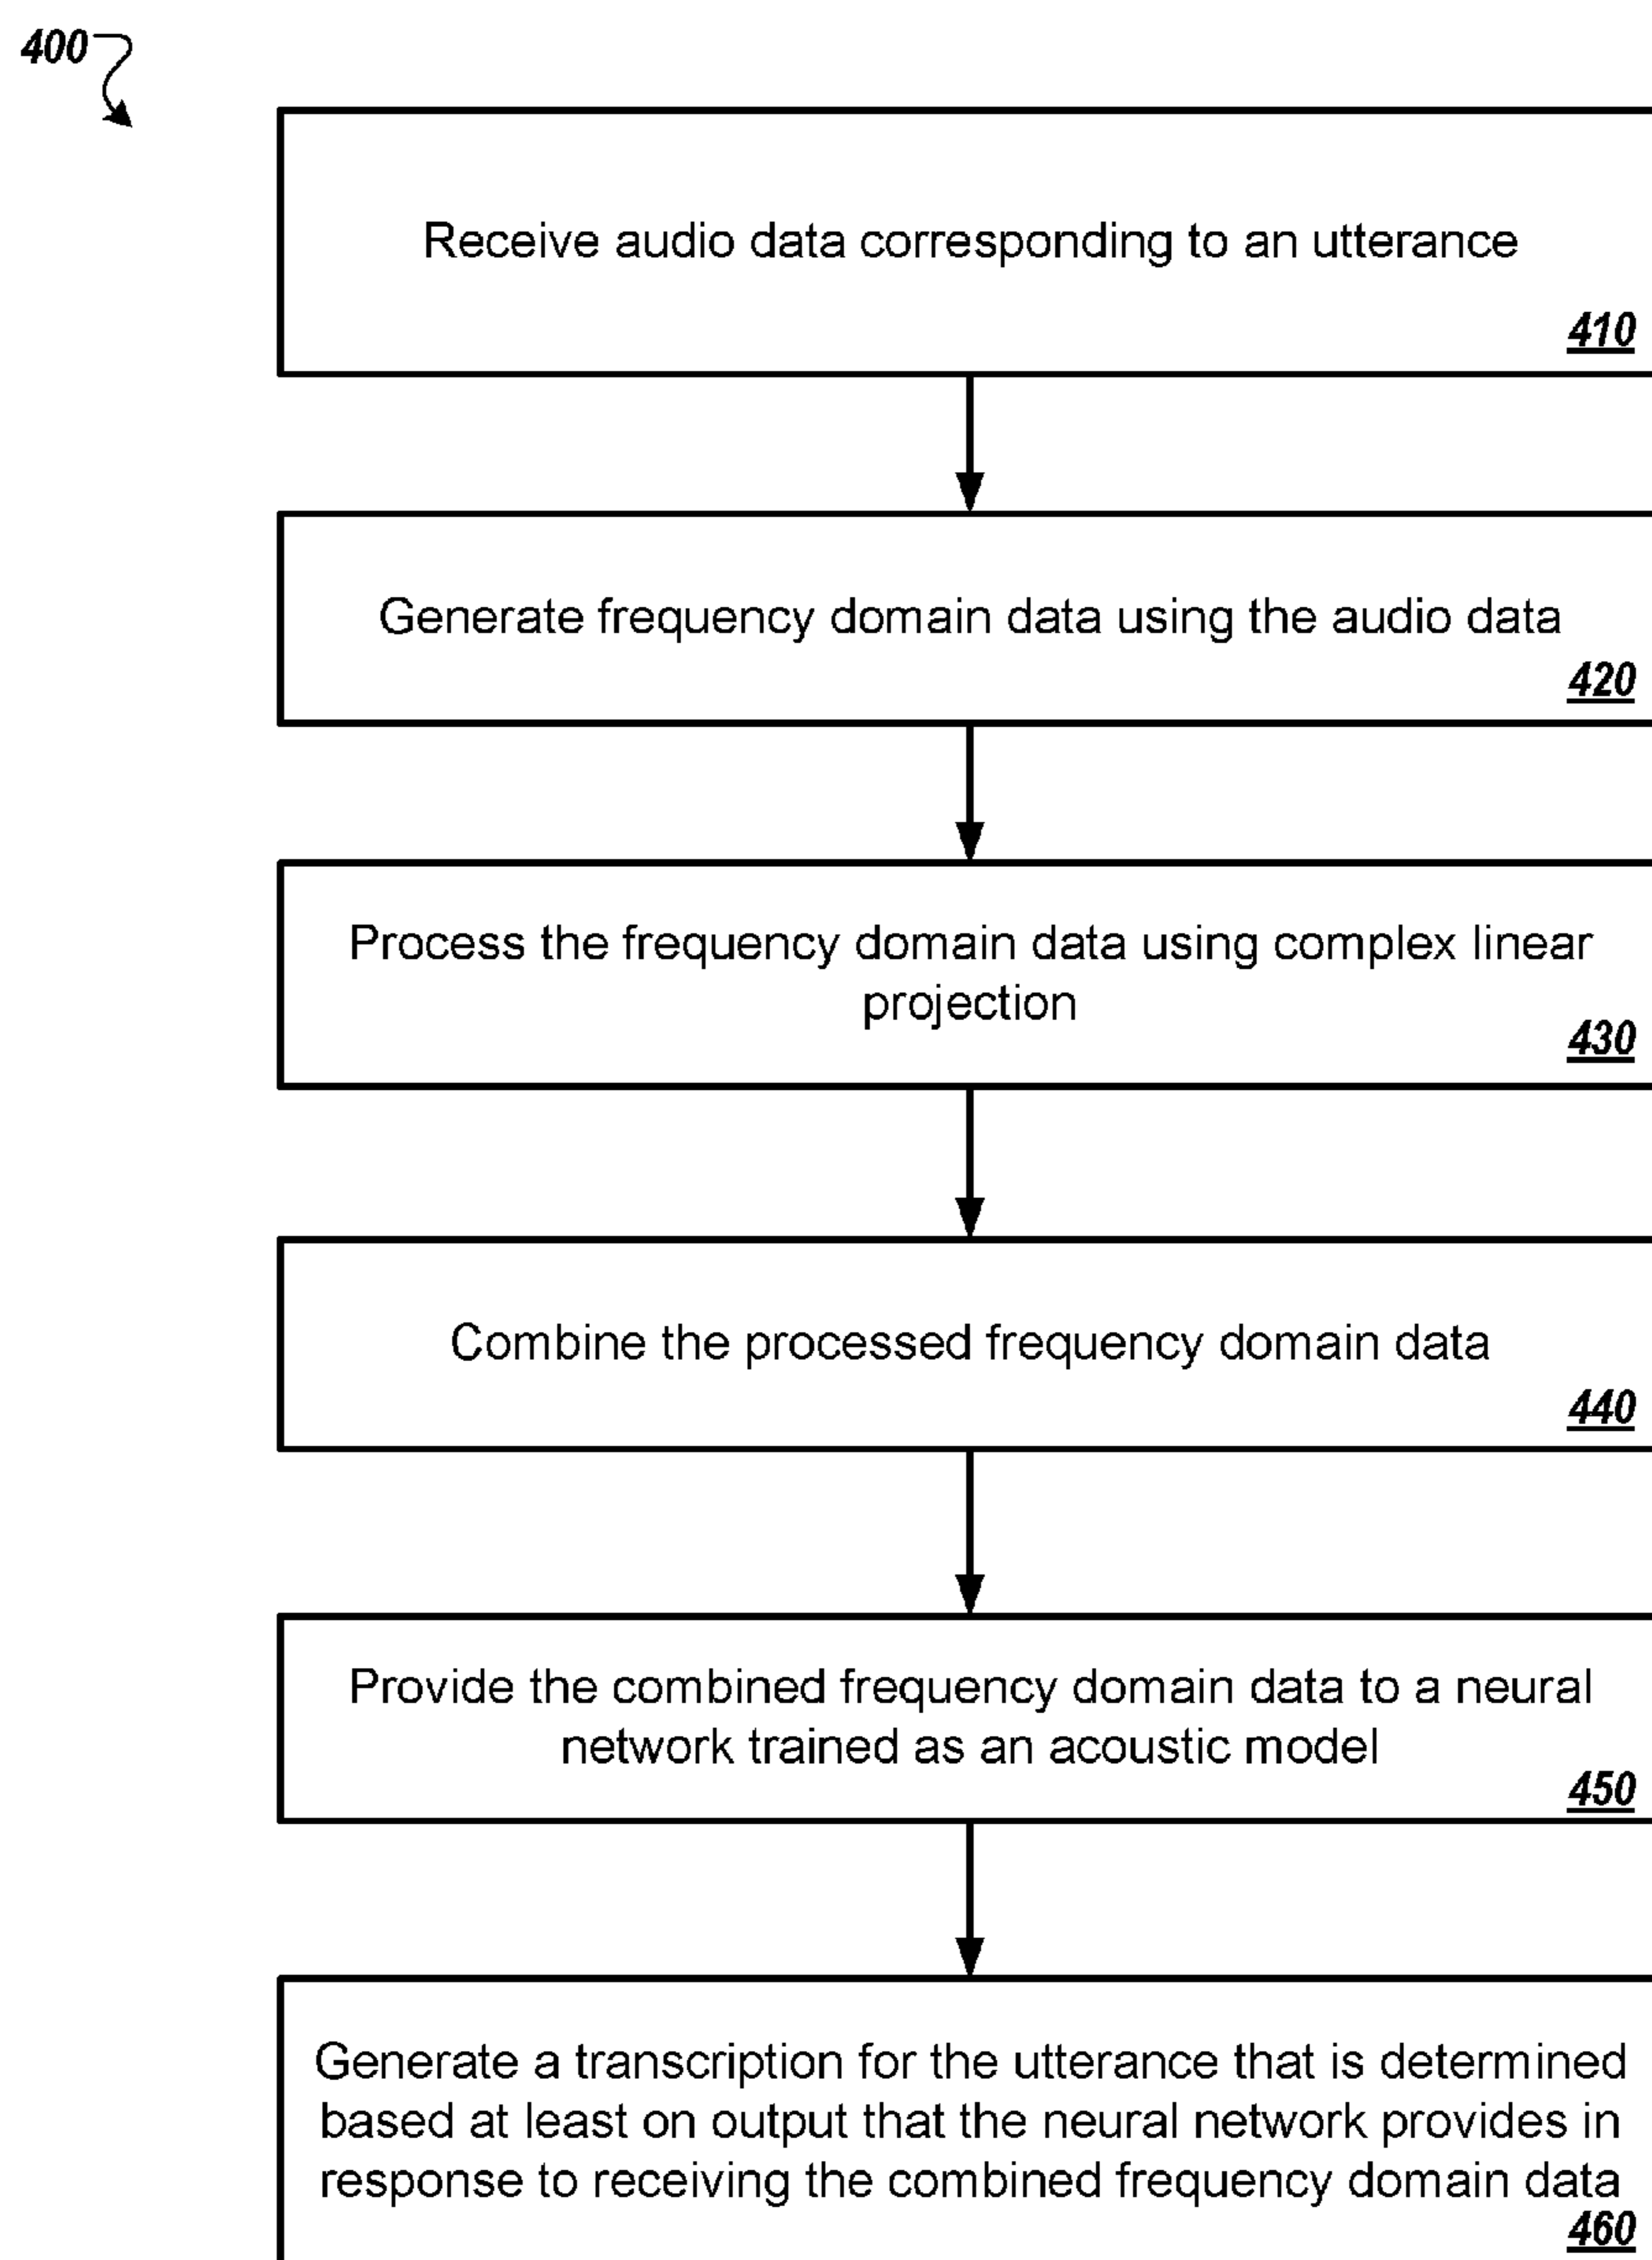 400
Receive audio data corresponding to an utterance
410
Generate frequency domain data using the audio data
420
Process the frequency domain data using complex linear
projection
430
Combine the processed frequency domain data
440
Provide the combined frequency domain data to a neural
network trained as an acoustic model
450
Generate a transcription for the utterance that is determined
based at least on output that the neural network provides in
response to receiving the combined frequency domain data
460